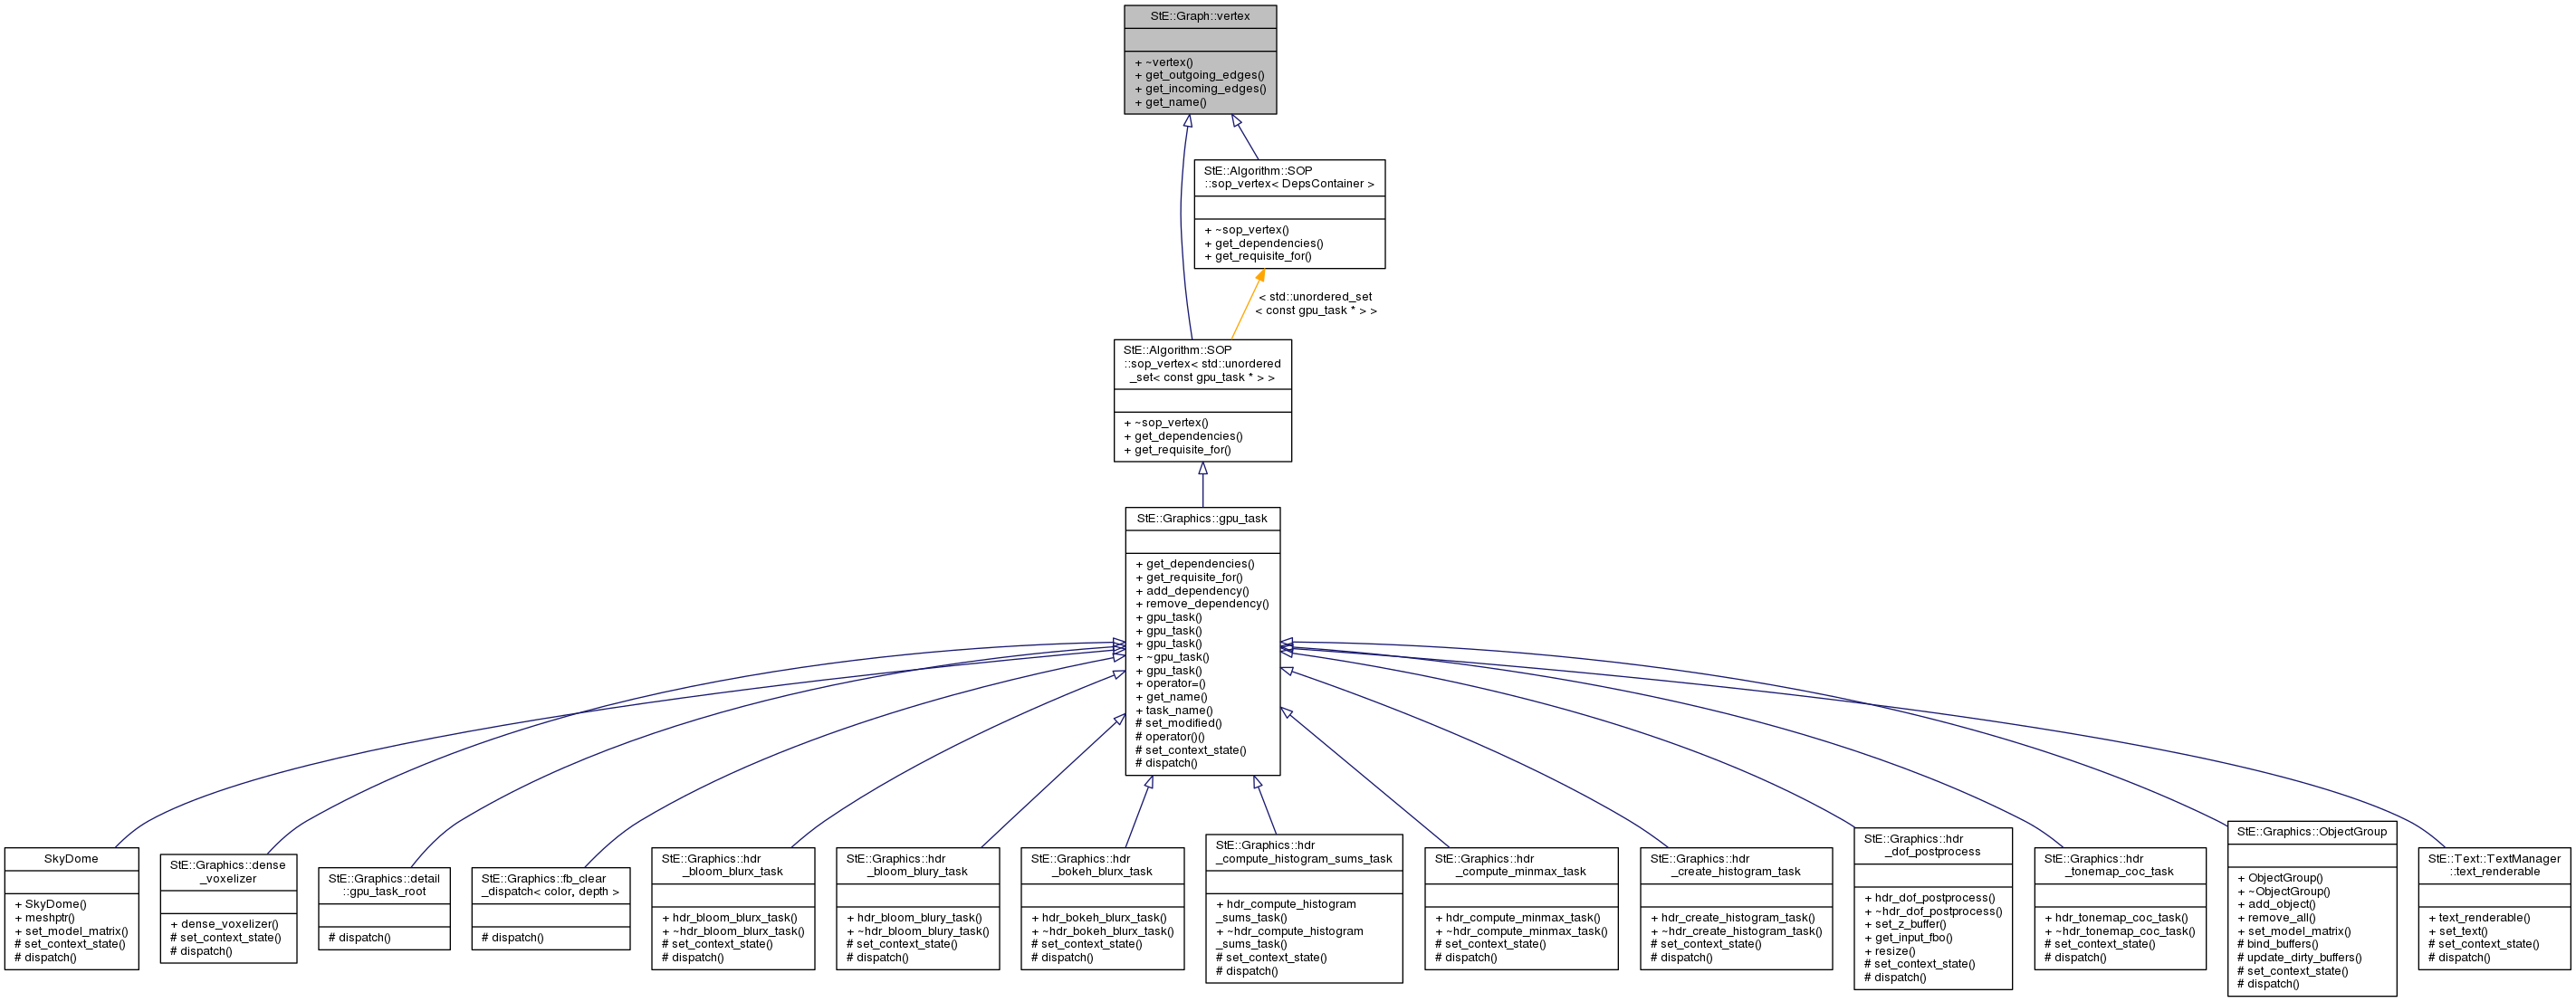 StE::Graph::vertex
+ ~vertex()
+ get_outgoing_edges()
+ get_incoming_edges()
+ get_name()
StE::Algorithm::SOP
::sop_vertex< DepsContainer >
+ ~sop_vertex()
+ get_dependencies()
+ get_requisite_for()
< std::unordered_set
< const gpu_task * > >
StE::Algorithm::SOP
::sop_vertex< std::unordered
_set< const gpu_task * > >
+ ~sop_vertex()
+ get_dependencies()
+ get_requisite_for()
StE::Graphics::gpu_task
+ get_dependencies()
+ get_requisite_for()
+ add_dependency()
+ remove_dependency()
+ gpu_task()
+ gpu_task()
+ gpu_task()
+ ~gpu_task()
+ gpu_task()
+ operator=()
+ get_name()
+ task_name()
# set_modified()
# operator()()
# set_context_state()
# dispatch()
SkyDome
+ SkyDome()
+ meshptr()
+ set_model_matrix()
# set_context_state()
# dispatch()
StE::Graphics::dense
_voxelizer
+ dense_voxelizer()
# set_context_state()
# dispatch()
StE::Graphics::detail
::gpu_task_root
# dispatch()
StE::Graphics::fb_clear
_dispatch< color, depth >
# dispatch()
StE::Graphics::hdr
_bloom_blurx_task
+ hdr_bloom_blurx_task()
+ ~hdr_bloom_blurx_task()
# set_context_state()
# dispatch()
StE::Graphics::hdr
_bloom_blury_task
+ hdr_bloom_blury_task()
+ ~hdr_bloom_blury_task()
# set_context_state()
# dispatch()
StE::Graphics::hdr
_bokeh_blurx_task
+ hdr_bokeh_blurx_task()
+ ~hdr_bokeh_blurx_task()
# set_context_state()
# dispatch()
StE::Graphics::hdr
_compute_histogram_sums_task
+ hdr_compute_histogram
_sums_task()
+ ~hdr_compute_histogram
_sums_task()
# set_context_state()
# dispatch()
StE::Graphics::hdr
_compute_minmax_task
+ hdr_compute_minmax_task()
+ ~hdr_compute_minmax_task()
# set_context_state()
# dispatch()
StE::Graphics::hdr
_create_histogram_task
+ hdr_create_histogram_task()
+ ~hdr_create_histogram_task()
# set_context_state()
# dispatch()
StE::Graphics::hdr
_dof_postprocess
+ hdr_dof_postprocess()
+ ~hdr_dof_postprocess()
+ set_z_buffer()
+ get_input_fbo()
+ resize()
# set_context_state()
# dispatch()
StE::Graphics::hdr
_tonemap_coc_task
+ hdr_tonemap_coc_task()
+ ~hdr_tonemap_coc_task()
# set_context_state()
# dispatch()
StE::Graphics::ObjectGroup
+ ObjectGroup()
+ ~ObjectGroup()
+ add_object()
+ remove_all()
+ set_model_matrix()
# bind_buffers()
# update_dirty_buffers()
# set_context_state()
# dispatch()
StE::Text::TextManager
::text_renderable
+ text_renderable()
+ set_text()
# set_context_state()
# dispatch()